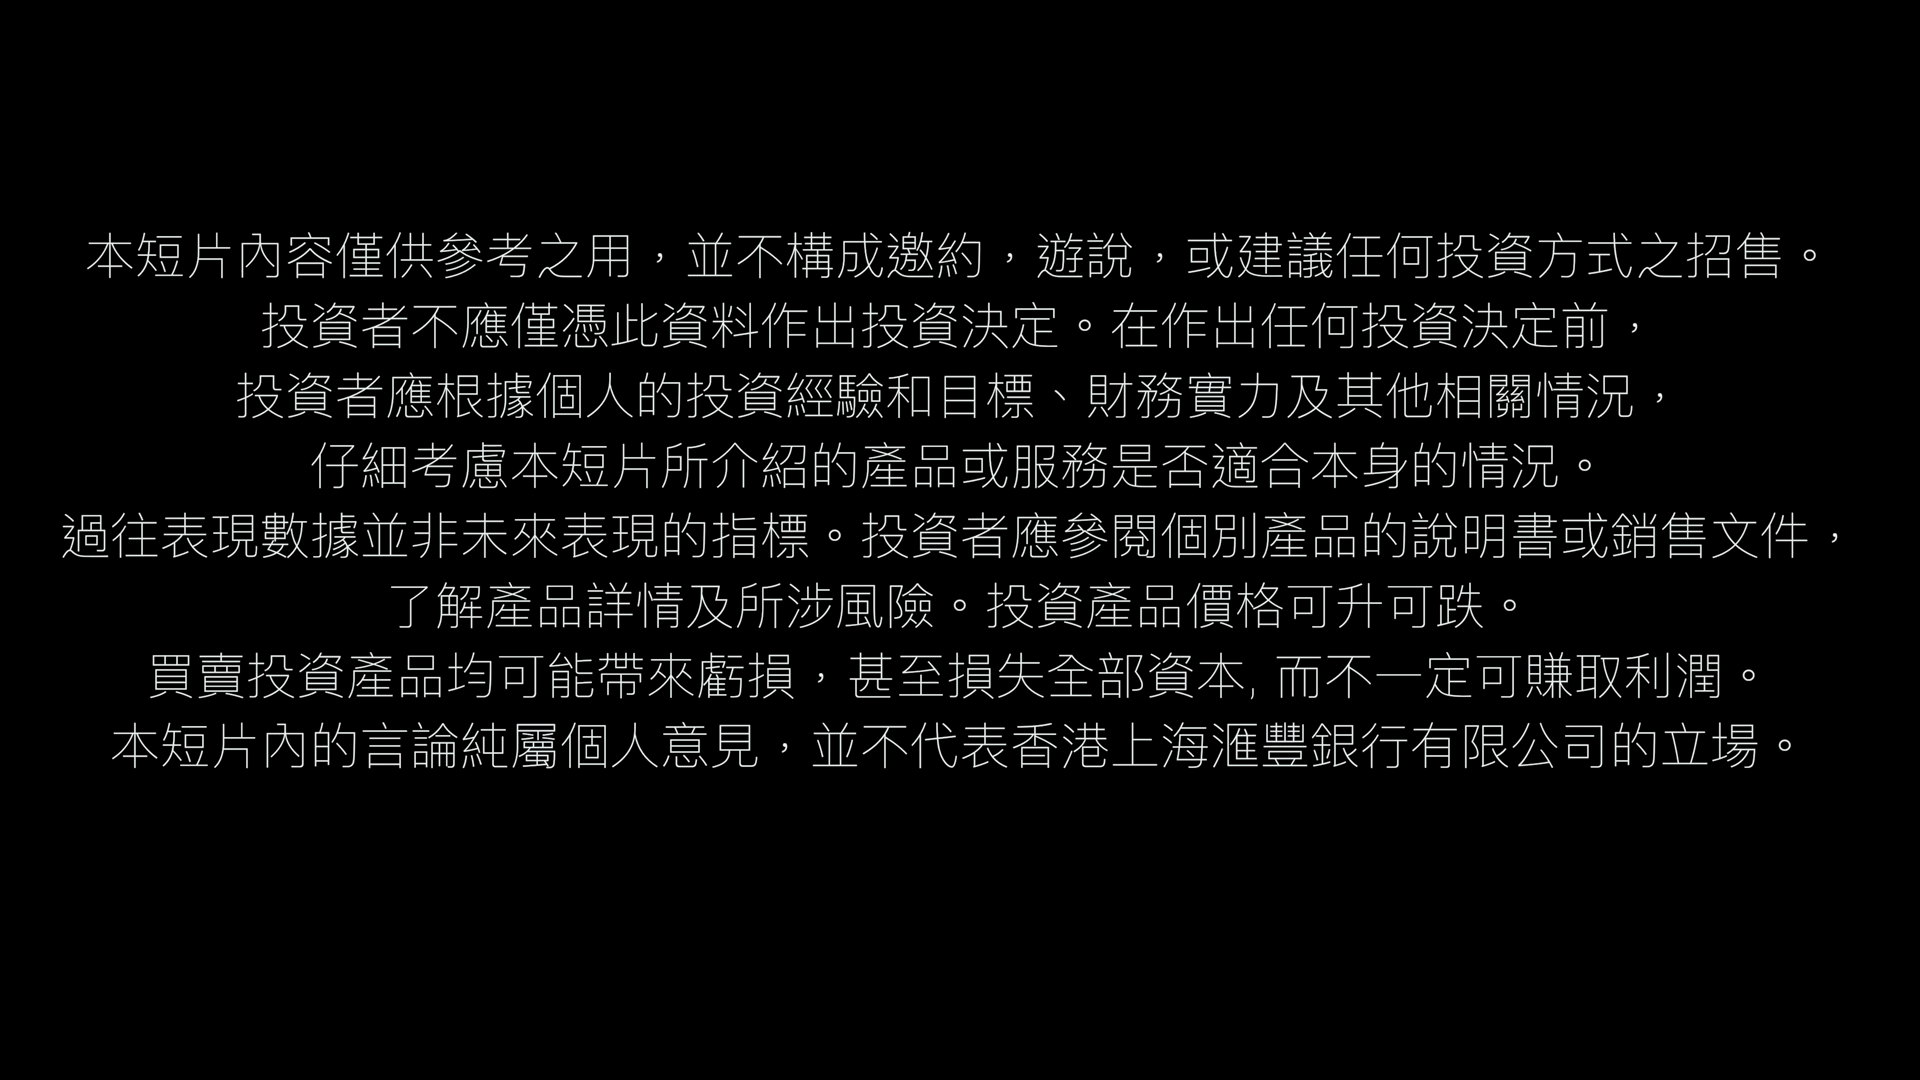 本短片內容僅供參考之用，並不構成邀約，遊說，或建議任何投資方式之招售。
投資者不應僅憑此資料作出投資決定。在作出任何投資決定前，
投資者應根據個人的投資經驗和目標、財務實力及其他相關情況，
仔細考慮本短片所介紹的產品或服務是否適合本身的情況。
過往表現數據並非未來表現的指標。投資者應參閱個別產品的說明書或銷售文件，
了解產品詳情及所涉風險。投資產品價格可升可跌。
買賣投資產品均可能帶來虧損，甚至損失全部資本, 而不一定可賺取利潤。
本短片內的言論純屬個人意見，並不代表香港上海滙豐銀行有限公司的立場。